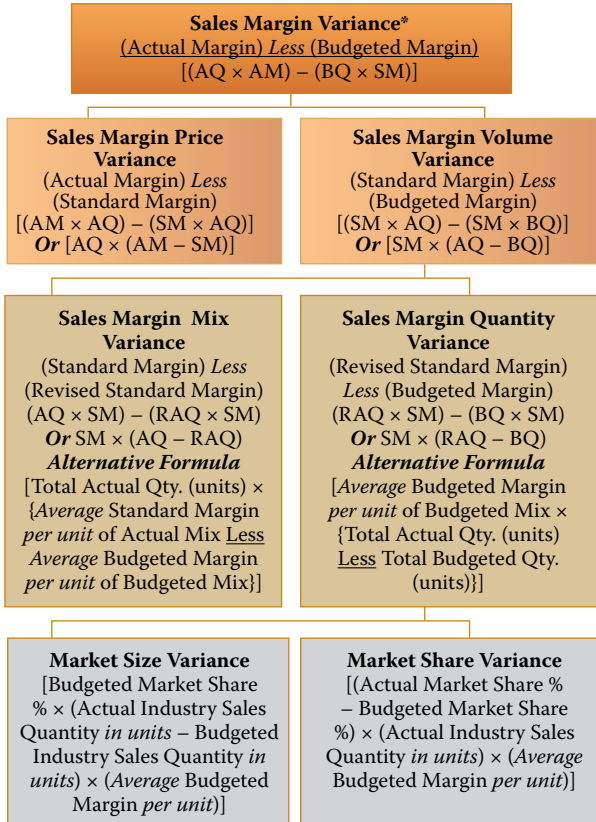 Sales Margin Variance*
(Actual Margin) Less (Budgeted Margin)
[(AQ × AM) – (BQ × SM)]
Sales Margin Price
Variance
(Actual Margin) Less
(Standard Margin)
[(AM × AQ) – (SM × AQ)]
Or [AQ × (AM – SM)]
Sales Margin Volume
Variance
(Standard Margin) Less
(Budgeted Margin)
[(SM × AQ) – (SM × BQ)]
Or [SM × (AQ – BQ)]
Sales Margin Mix
Variance
(Standard Margin) Less
(Revised Standard Margin)
(AQ × SM) – (RAQ × SM)
Or SM × (AQ – RAQ)
Alternative Formula
[Total Actual Qty. (units) ×
{Average Standard Margin
per unit of Actual Mix Less
Average Budgeted Margin
per unit of Budgeted Mix}]
Sales Margin Quantity
Variance
(Revised Standard Margin)
Less (Budgeted Margin)
(RAQ × SM) – (BQ × SM)
Or SM × (RAQ – BQ)
Alternative Formula
[Average Budgeted Margin
per unit of Budgeted Mix ×
{Total Actual Qty. (units)
Less Total Budgeted Qty.
(units)}]
Market Size Variance
[Budgeted Market Share
% × (Actual Industry Sales
Quantity in units – Budgeted
Industry Sales Quantity in
units) × (Average Budgeted
Margin per unit)]
Market Share Variance
[(Actual Market Share %
– Budgeted Market Share
%) × (Actual Industry Sales
Quantity in units) × (Average
Budgeted Margin per unit)]